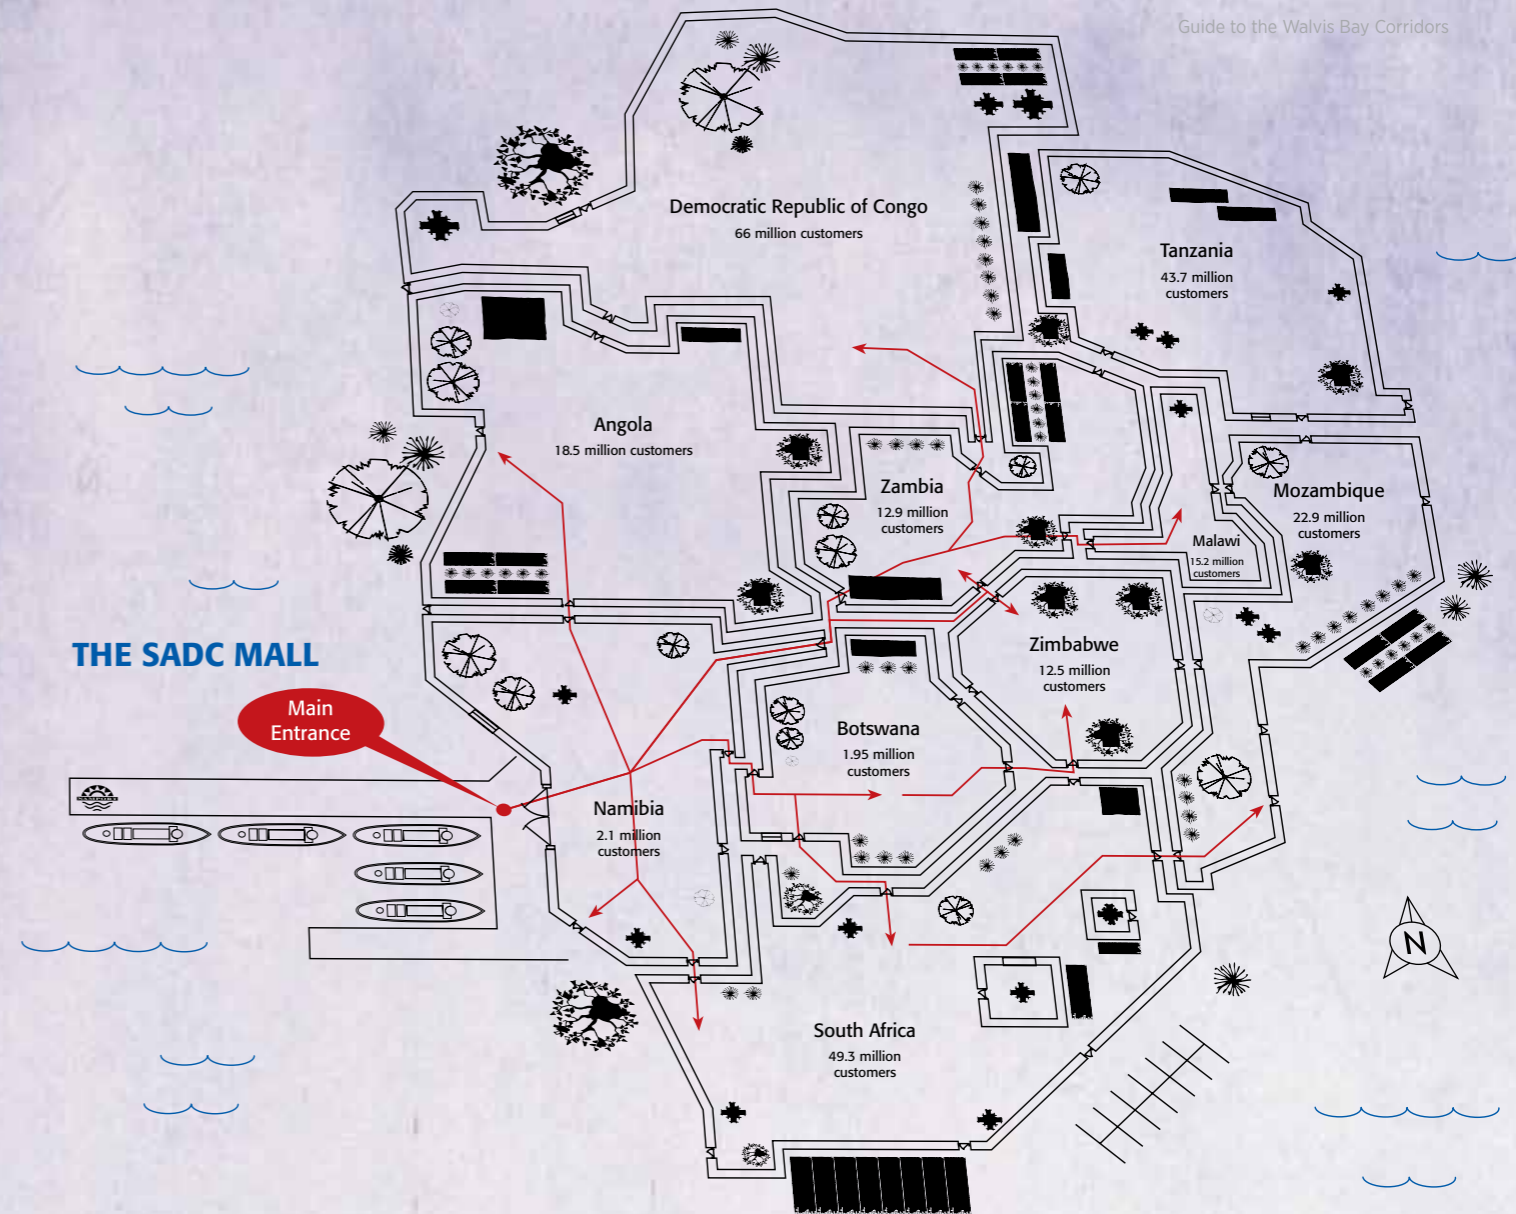 Guide to the Walvis Bay Corridors
Democratic Republic of Congo
66 million customers
Tanzania
43.7 million
customers
Angola
18.5 million customers
Zambia
12.9 million
customers
Mozambique
22.9 million
customers
Malawi
15.2 million
customers
THE SADC MALL
Main
Entrance
Zimbabwe
12.5 million
customers
Botswana
1.95 million
customers
Namibia
2.1 million
customers
N
South Africa
49.3 million
customers